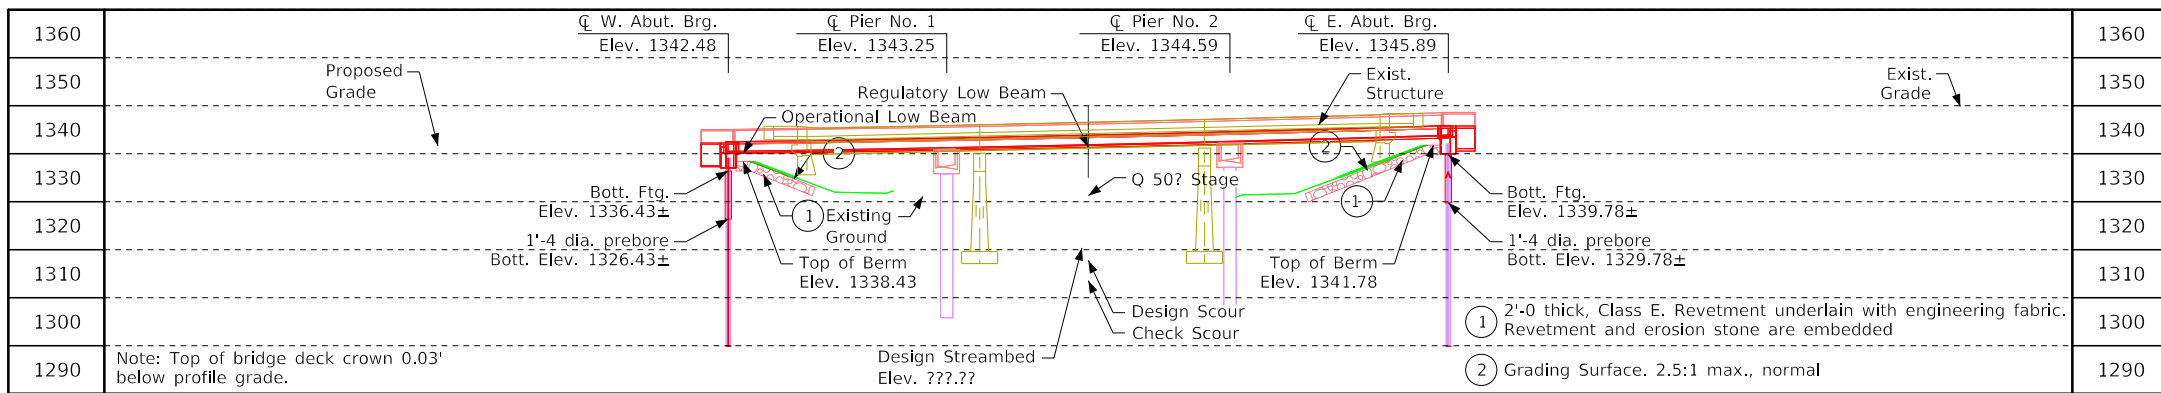 1360
1350
1340
1330
1320
1310
1300
1290
℄ W. Abut. Brg.
Elev. 1342.48
℄ Pier No. 1
Elev. 1343.25
℄ Pier No. 2
Elev. 1344.59
℄ E. Abut. Brg.
Elev. 1345.89
Proposed
Grade
Regulatory Low Beam
Operational Low Beam
Exist.
Structure
Exist.
Grade
2
2
Bott. Ftg.
Elev. 1336.43±
1'-4 dia. prebore
Bott. Elev. 1326.43±
1
Existing
Ground
Top of Berm
Elev. 1338.43
Q 50? Stage
1
Bott. Ftg.
Elev. 1339.78±
1'-4 dia. prebore
Bott. Elev. 1329.78±
Top of Berm
Elev. 1341.78
Design Scour
Check Scour
Design Streambed
Elev. ???.??
Note: Top of bridge deck crown 0.03'
below profile grade.
1 2'-0 thick, Class E. Revetment underlain with engineering fabric.
Revetment and erosion stone are embedded
2 Grading Surface. 2.5:1 max., normal
1360
1350
1340
1330
1320
1310
1300
1290